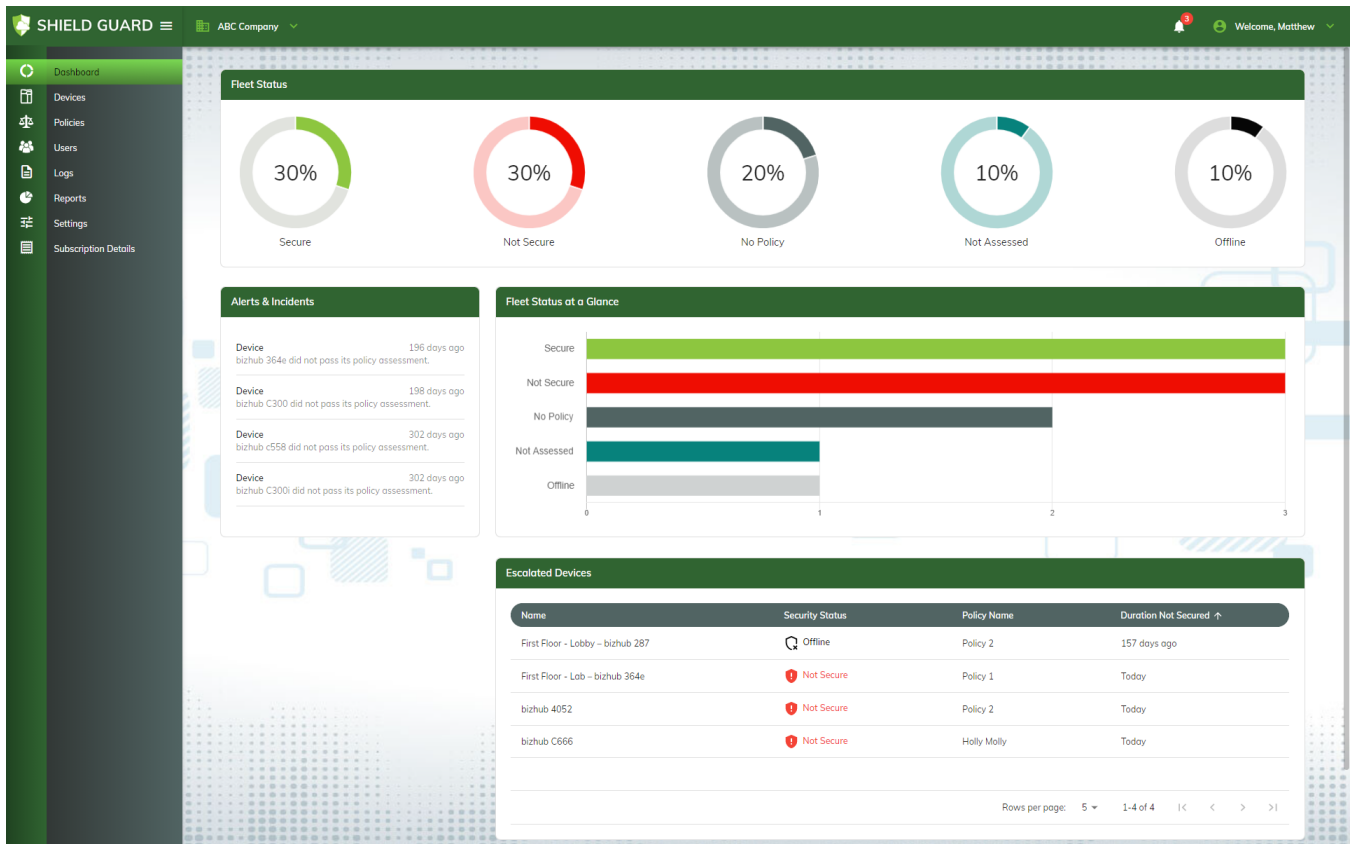 SHIELD GUARD
ABC Company
3
Welcome, Matthew
Dashboard
Devices
Policies
Users
Logs
Reports
Settings
Subscription Details
Fleet Status
30%
30%
20%
10%
10%
Secure
Not Secure
No Policy
Not Assessed
Offline
Alerts & Incidents
Device 196 days ago
bizhub 364e did not pass its policy assessment.
Device 198 days ago
bizhub C300 did not pass its policy assessment.
Device 302 days ago
bizhub c558 did not pass its policy assessment.
Device 302 days ago
bizhub C300i did not pass its policy assessment.
Fleet Status at a Glance
Secure
Not Secure
No Policy
Not Assessed
Offline
0 1 2 3
Escalated Devices
Name Security Status Policy Name Duration Not Secured ↑
First Floor - Lobby – bizhub 287 Offline Policy 2 157 days ago
First Floor - Lab – bizhub 364e Not Secure Policy 1 Today
bizhub 4052 Not Secure Policy 2 Today
bizhub C666 Not Secure Holly Molly Today
Rows per page: 5 1-4 of 4